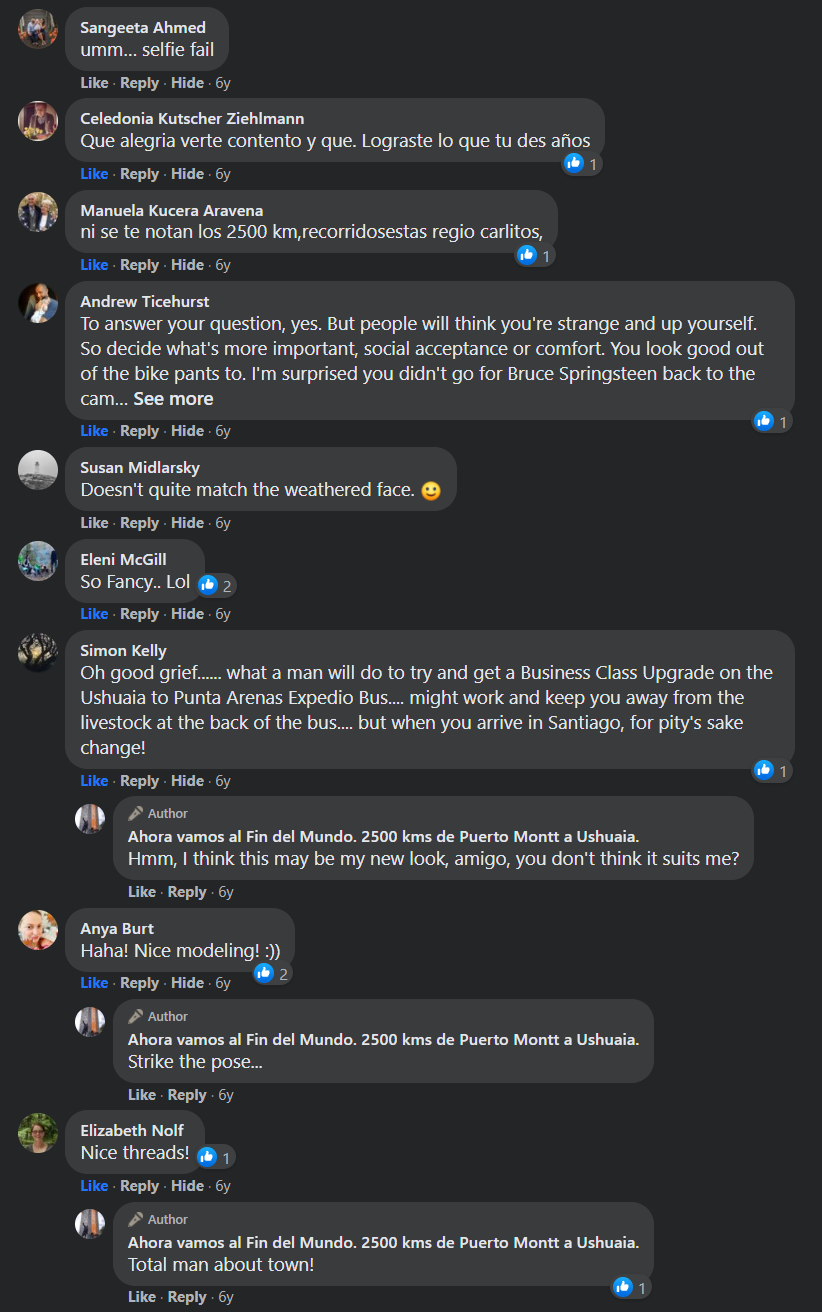 Sangeeta Ahmed
umm... selfie fail
Like · Reply · Hide · 6y
Celedonia Kutscher Ziehlmann
Que alegria verte contento y que. Lograste lo que tu des años
1
Like · Reply · Hide · 6y
Manuela Kucera Aravena
ni se te notan los 2500 km,recorridosestas regio carlitos,
1
Like · Reply · Hide · 6y
Andrew Ticehurst
To answer your question, yes. But people will think you're strange and up yourself.
So decide what's more important, social acceptance or comfort. You look good out
of the bike pants to. I'm surprised you didn't go for Bruce Springsteen back to the
cam... See more
1
Like · Reply · Hide · 6y
Susan Midlarsky
Doesn't quite match the weathered face. 🙂
Like · Reply · Hide · 6y
Eleni McGill
So Fancy.. Lol
2
Like · Reply · Hide · 6y
Simon Kelly
Oh good grief...... what a man will do to try and get a Business Class Upgrade on the
Ushuaia to Punta Arenas Expedio Bus.... might work and keep you away from the
livestock at the back of the bus.... but when you arrive in Santiago, for pity's sake
change!
1
Like · Reply · Hide · 6y
Author
Ahora vamos al Fin del Mundo. 2500 kms de Puerto Montt a Ushuaia.
Hmm, I think this may be my new look, amigo, you don't think it suits me?
Like · Reply · 6y
Anya Burt
Haha! Nice modeling! :))
2
Like · Reply · Hide · 6y
Author
Ahora vamos al Fin del Mundo. 2500 kms de Puerto Montt a Ushuaia.
Strike the pose...
Like · Reply · 6y
Elizabeth Nolf
Nice threads!
1
Like · Reply · Hide · 6y
Author
Ahora vamos al Fin del Mundo. 2500 kms de Puerto Montt a Ushuaia.
Total man about town!
1
Like · Reply · 6y